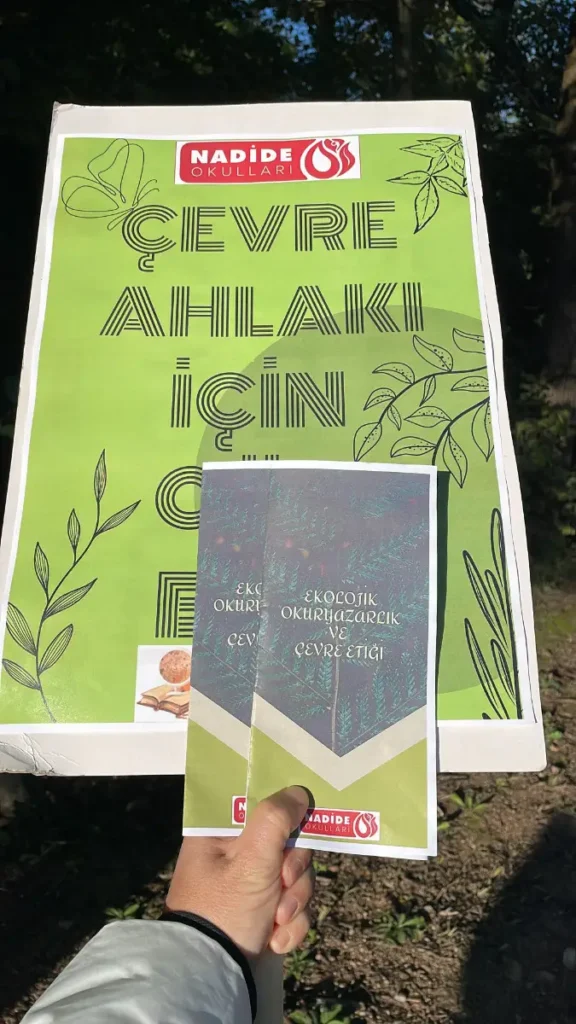 NADİDE
OKULLARI
ÇEVRE
AHLAKI
İÇİN
EKOLOJİK
OKURYAZARLIK
VE
ÇEVRE ETİĞİ
NADİDE
OKULLARI